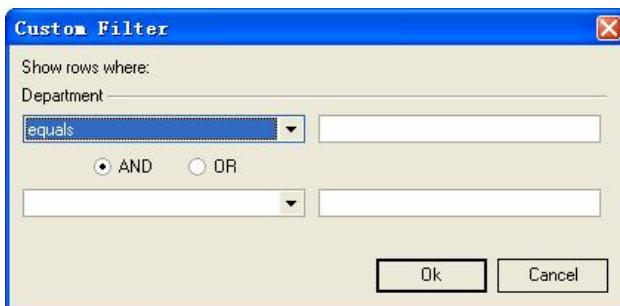 Custom Filter
Show rows where:
Department
equals
AND OR
Ok Cancel